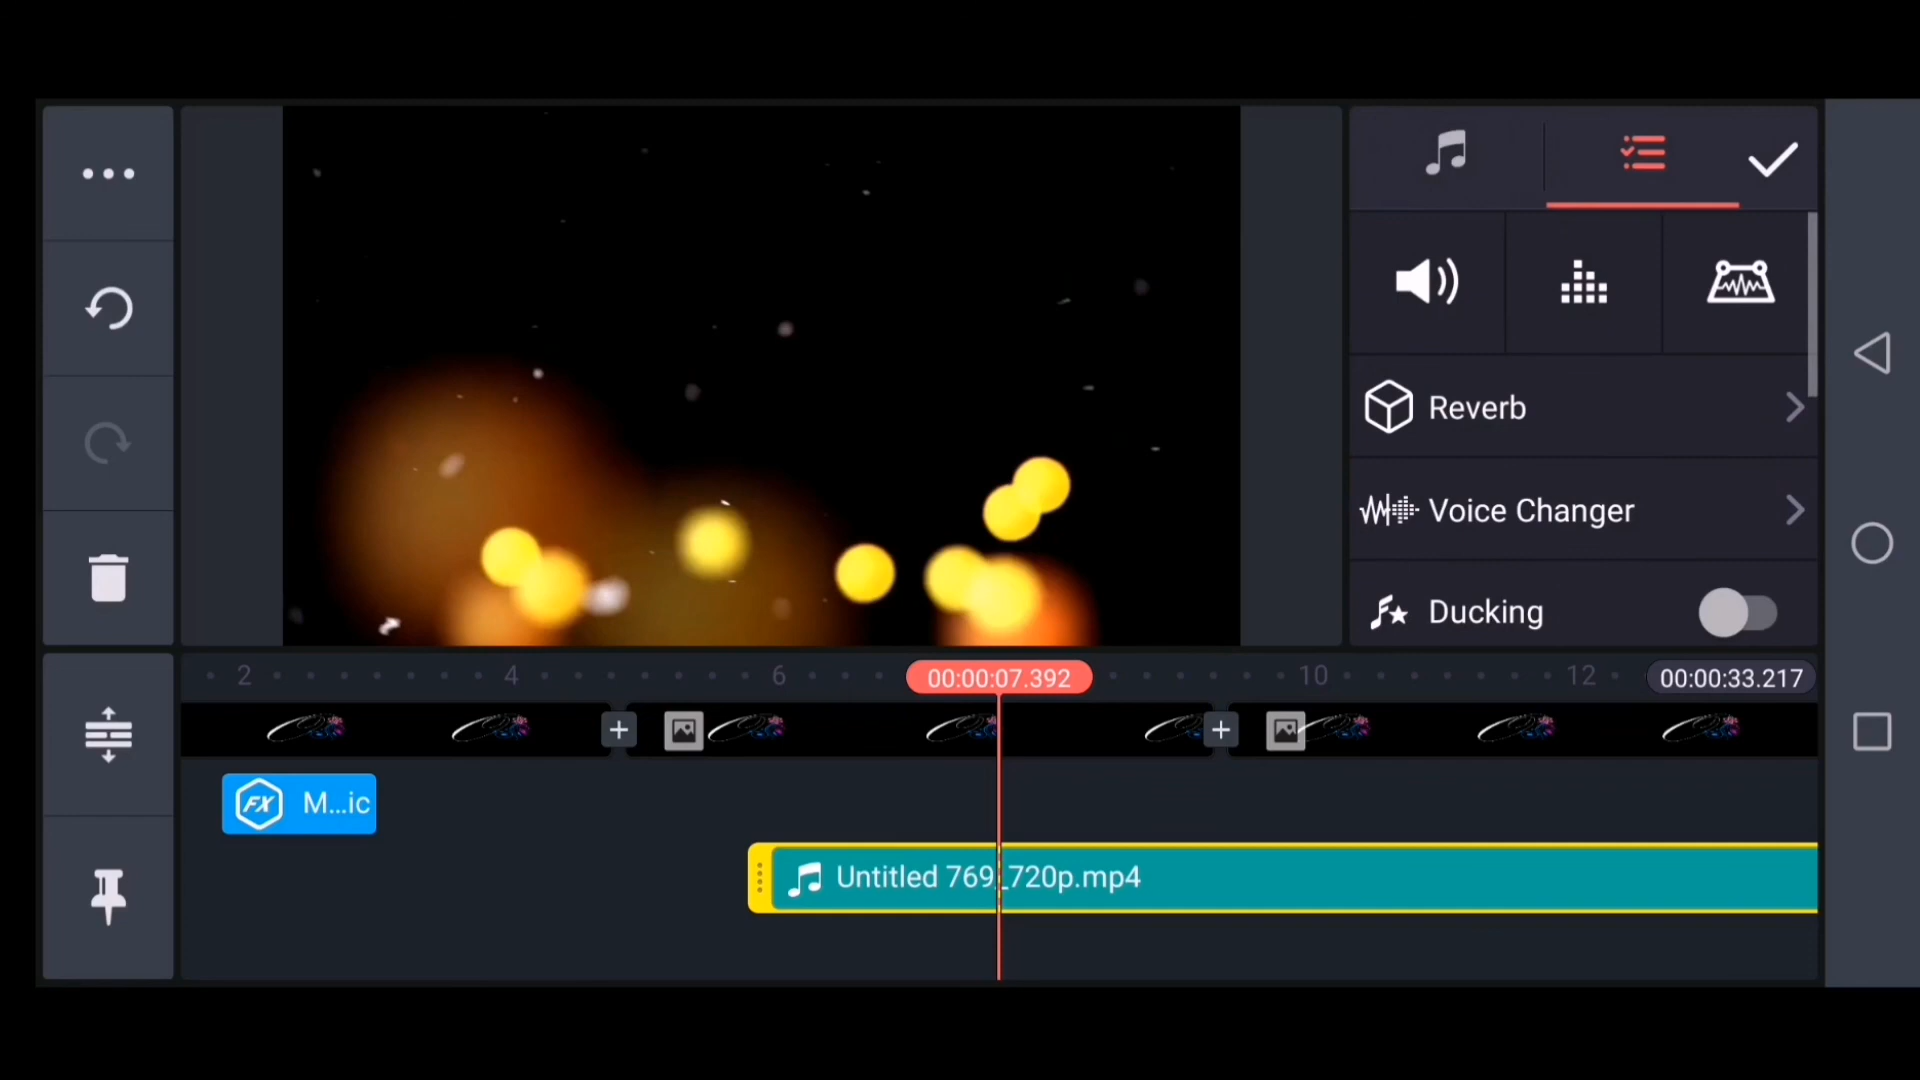 Reverb
Voice Changer
Ducking
2
4
6
00:00:07.392
10
12
00:00:33.217
FX M...ic
Untitled 769_720p.mp4